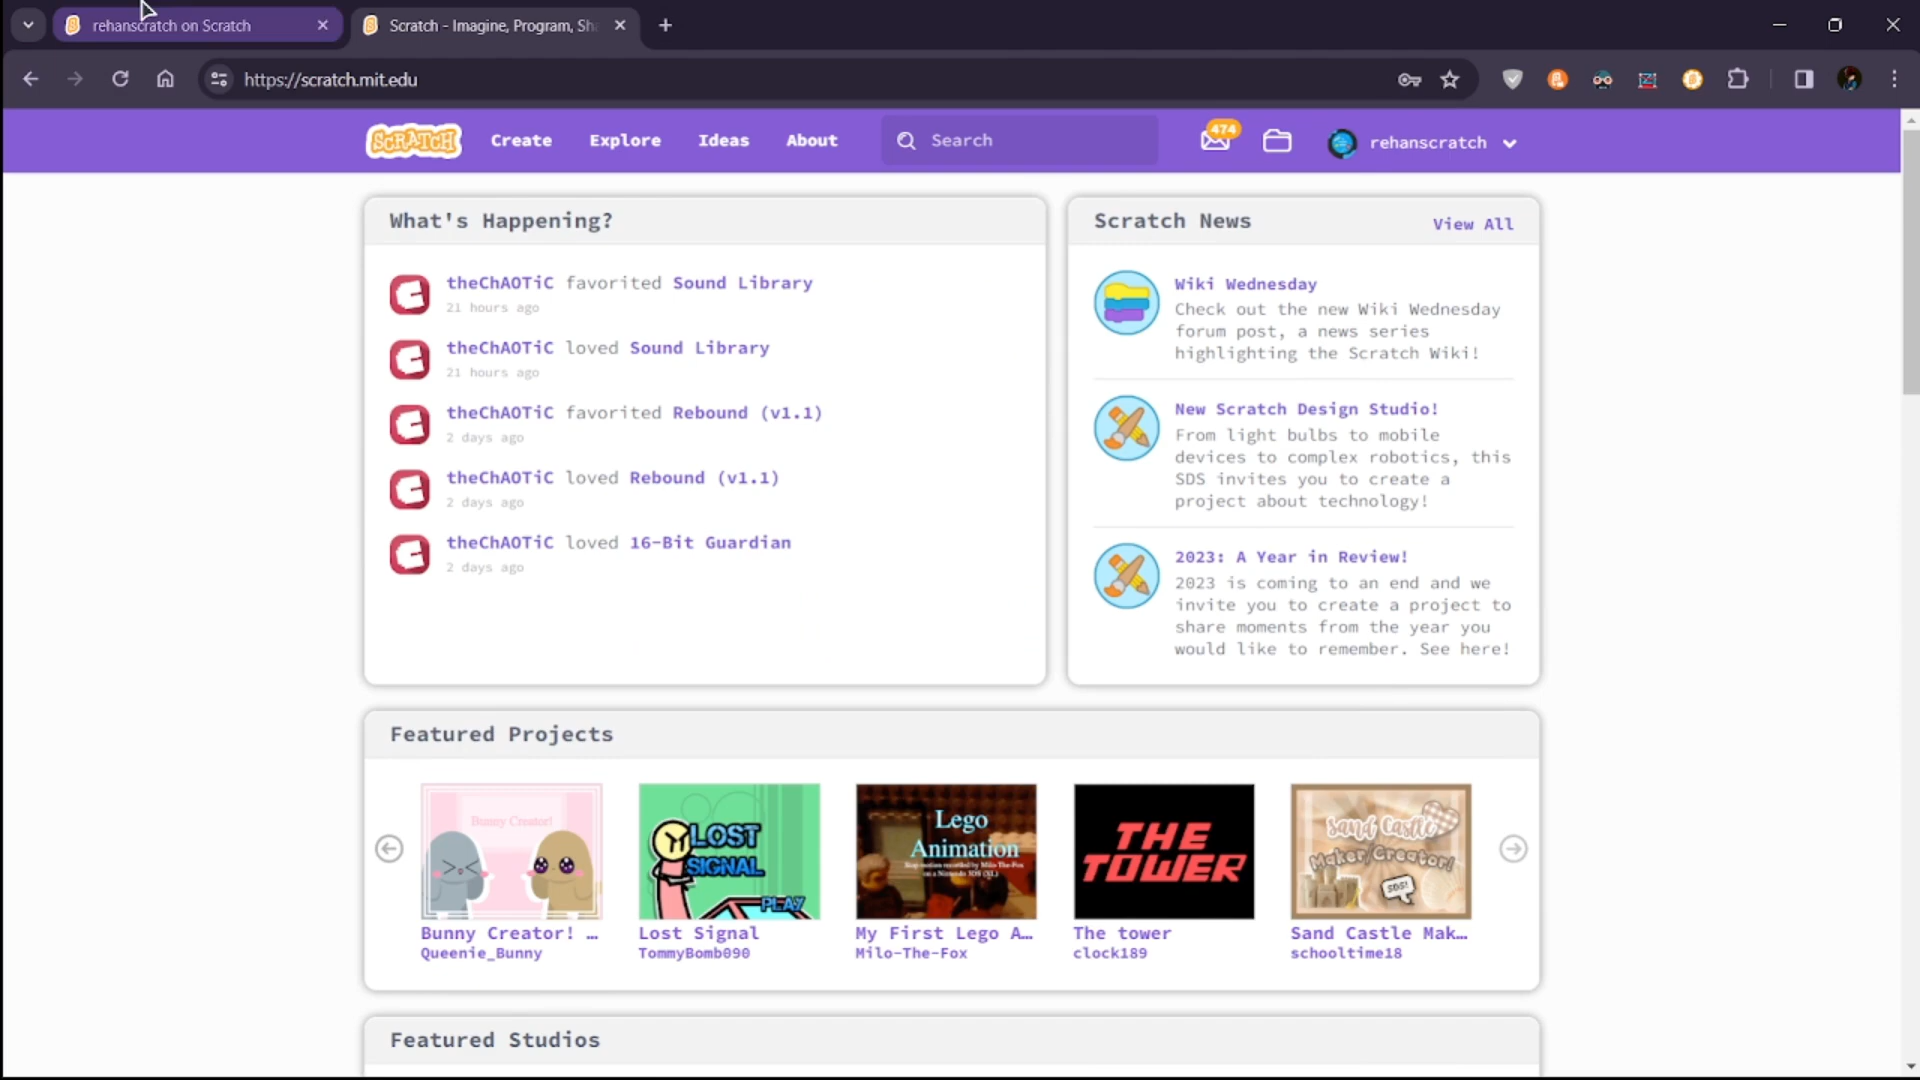 rehanscratch on Scratch
Scratch - Imagine, Program, Sh
https://scratch.mit.edu
SCRATCH
Create
Explore
Ideas
About
Search
474
rehanscratch
What's Happening?
theChAOTiC favorited Sound Library
21 hours ago
theChAOTiC loved Sound Library
21 hours ago
theChAOTiC favorited Rebound (v1.1)
2 days ago
theChAOTiC loved Rebound (v1.1)
2 days ago
theChAOTiC loved 16-Bit Guardian
2 days ago
Scratch News
View All
Wiki Wednesday
Check out the new Wiki Wednesday
forum post, a news series
highlighting the Scratch Wiki!
New Scratch Design Studio!
From light bulbs to mobile
devices to complex robotics, this
SDS invites you to create a
project about technology!
2023: A Year in Review!
2023 is coming to an end and we
invite you to create a project to
share moments from the year you
would like to remember. See here!
Featured Projects
Bunny Creator!
LOST
SIGNAL
PLAY
Lego
Animation
THE
TOWER
Sand Castle
Maker/Creator!
SDS!
Bunny Creator! …
Queenie_Bunny
Lost Signal
TommyBomb090
My First Lego A…
Milo-The-Fox
The tower
clock189
Sand Castle Mak…
schooltime18
Featured Studios